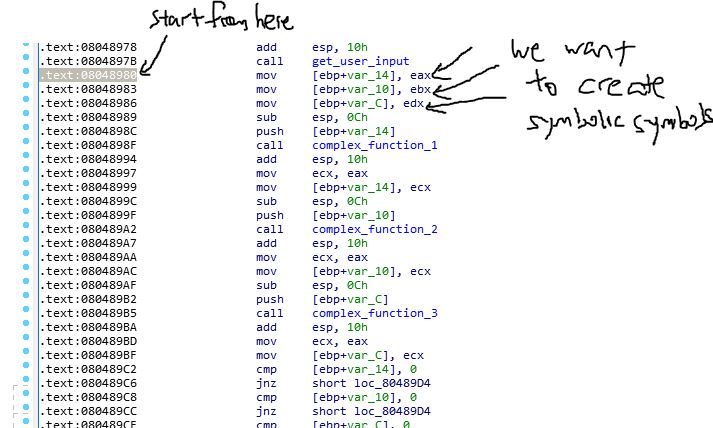 start from here
we want
to create
symbolic symbols
.text:08048978 add esp, 10h
.text:0804897B call get_user_input
.text:08048980 mov [ebp+var_14], eax
.text:08048983 mov [ebp+var_10], ebx
.text:08048986 mov [ebp+var_C], edx
.text:08048989 sub esp, 0Ch
.text:0804898C push [ebp+var_14]
.text:0804898F call complex_function_1
.text:08048994 add esp, 10h
.text:08048997 mov ecx, eax
.text:08048999 mov [ebp+var_14], ecx
.text:0804899C sub esp, 0Ch
.text:0804899F push [ebp+var_10]
.text:080489A2 call complex_function_2
.text:080489A7 add esp, 10h
.text:080489AA mov ecx, eax
.text:080489AC mov [ebp+var_10], ecx
.text:080489AF sub esp, 0Ch
.text:080489B2 push [ebp+var_C]
.text:080489B5 call complex_function_3
.text:080489BA add esp, 10h
.text:080489BD mov ecx, eax
.text:080489BF mov [ebp+var_C], ecx
.text:080489C2 cmp [ebp+var_14], 0
.text:080489C6 jnz short loc_80489D4
.text:080489C8 cmp [ebp+var_10], 0
.text:080489CC jnz short loc_80489D4
.text:080489CE cmp [ebp+var_C], 0